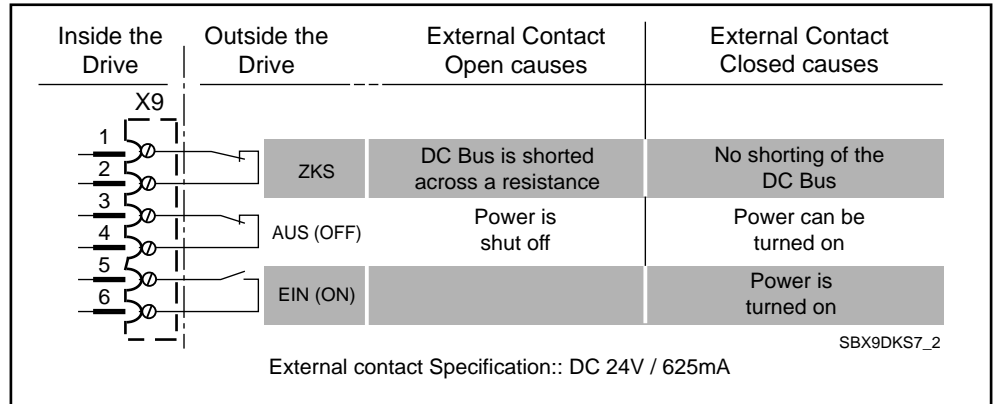 Inside the Drive
Outside the Drive
External Contact Open causes
External Contact Closed causes
X9
1
2
ZKS
DC Bus is shorted across a resistance
No shorting of the DC Bus
3
4
AUS (OFF)
Power is shut off
Power can be turned on
5
6
EIN (ON)
Power is turned on
SBX9DKS7_2
External contact Specification:: DC 24V / 625mA